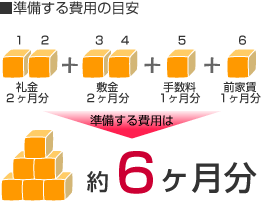 ■準備する費用の目安
1 2 3 4 5 6
+ + +
礼金 敷金 手数料 前家賃
2ヶ月分 2ヶ月分 1ヶ月分 1ヶ月分
準備する費用は
約6ヶ月分